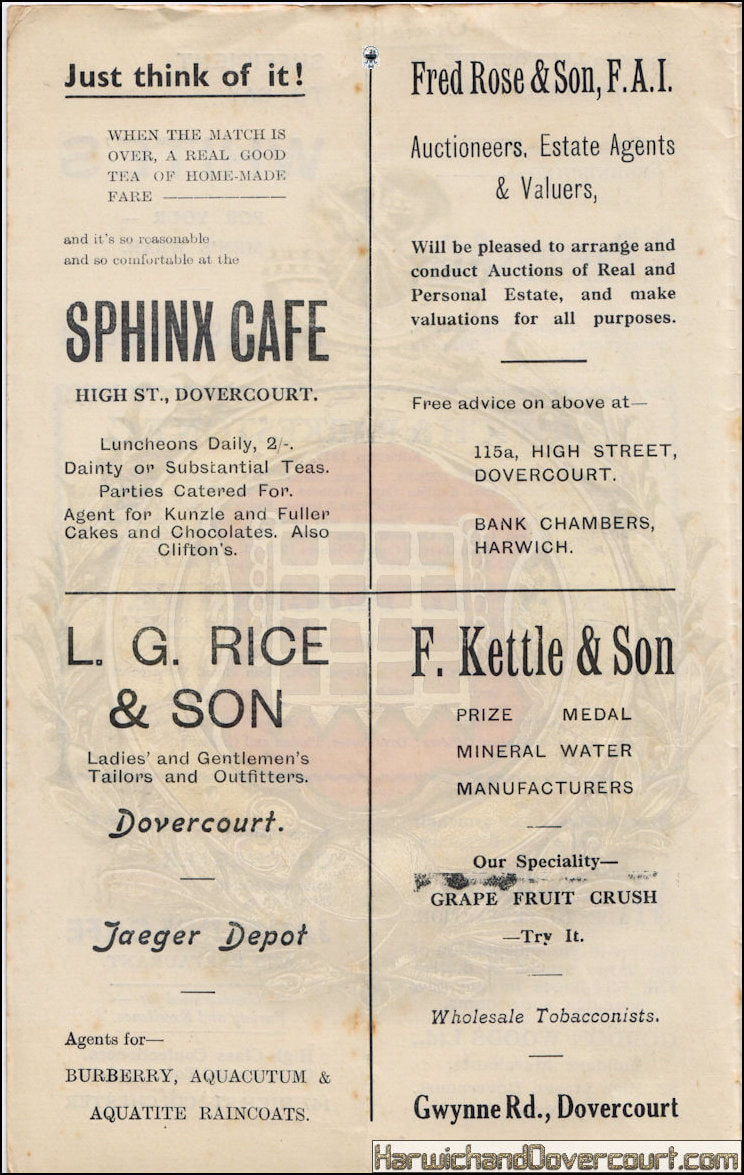 Just think of it!
WHEN THE MATCH IS
OVER, A REAL GOOD
TEA OF HOME-MADE
FARE
and it's so reasonable
and so comfortable at the
SPHINX CAFE
HIGH ST., DOVERCOURT.
Luncheons Daily, 2/-.
Dainty or Substantial Teas.
Parties Catered For.
Agent for Kunzle and Fuller
Cakes and Chocolates. Also
Clifton's.
Fred Rose & Son, F.A.I.
Auctioneers, Estate Agents
& Valuers,
Will be pleased to arrange and
conduct Auctions of Real and
Personal Estate, and make
valuations for all purposes.
Free advice on above at—
115a, HIGH STREET,
DOVERCOURT.
BANK CHAMBERS,
HARWICH.
L. G. RICE
& SON
Ladies' and Gentlemen's
Tailors and Outfitters.
Dovercourt.
Jaeger Depot
Agents for—
BURBERRY, AQUACUTUM &
AQUATITE RAINCOATS.
F. Kettle & Son
PRIZE MEDAL
MINERAL WATER
MANUFACTURERS
Our Speciality—
GRAPE FRUIT CRUSH
—Try It.
Wholesale Tobacconists.
Gwynne Rd., Dovercourt
HarwichandDovercourt.com